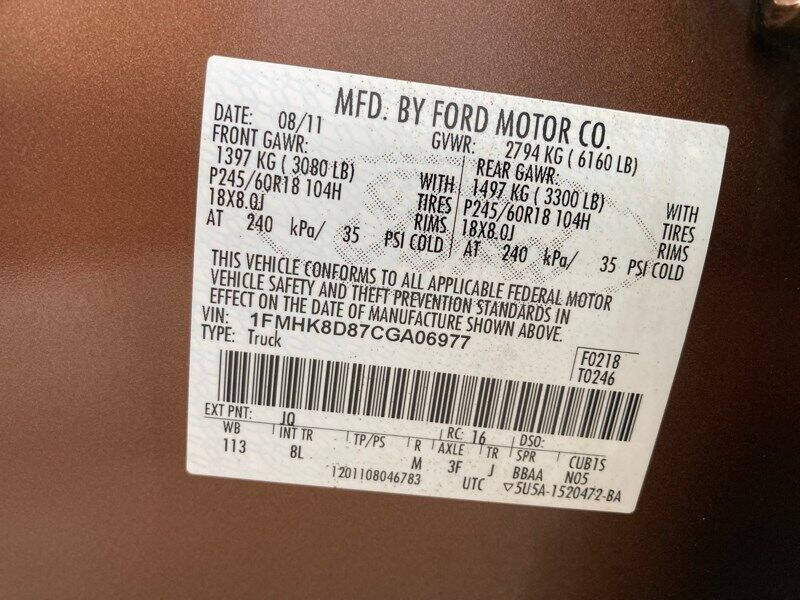 MFD. BY FORD MOTOR CO.
DATE: 08/11 GVWR: 2794 KG ( 6160 LB)
FRONT GAWR: REAR GAWR:
1397 KG ( 3080 LB) WITH 1497 KG ( 3300 LB) WITH
P245/60R18 104H TIRES P245/60R18 104H TIRES
18X8.0J RIMS 18X8.0J RIMS
AT 240 kPa/ 35 PSI COLD AT 240 kPa/ 35 PSI COLD
THIS VEHICLE CONFORMS TO ALL APPLICABLE FEDERAL MOTOR
VEHICLE SAFETY AND THEFT PREVENTION STANDARDS IN
EFFECT ON THE DATE OF MANUFACTURE SHOWN ABOVE.
VIN: 1FMHK8D87CGA06977
TYPE: Truck
F0218
T0246
EXT PNT: JQ RC: 16 DSO:
WB INT TR TP/PS R AXLE TR SPR CUBTS
113 8L M 3F J BBAA N05
1201108046783 UTC ▽5U5A-1520472-BA